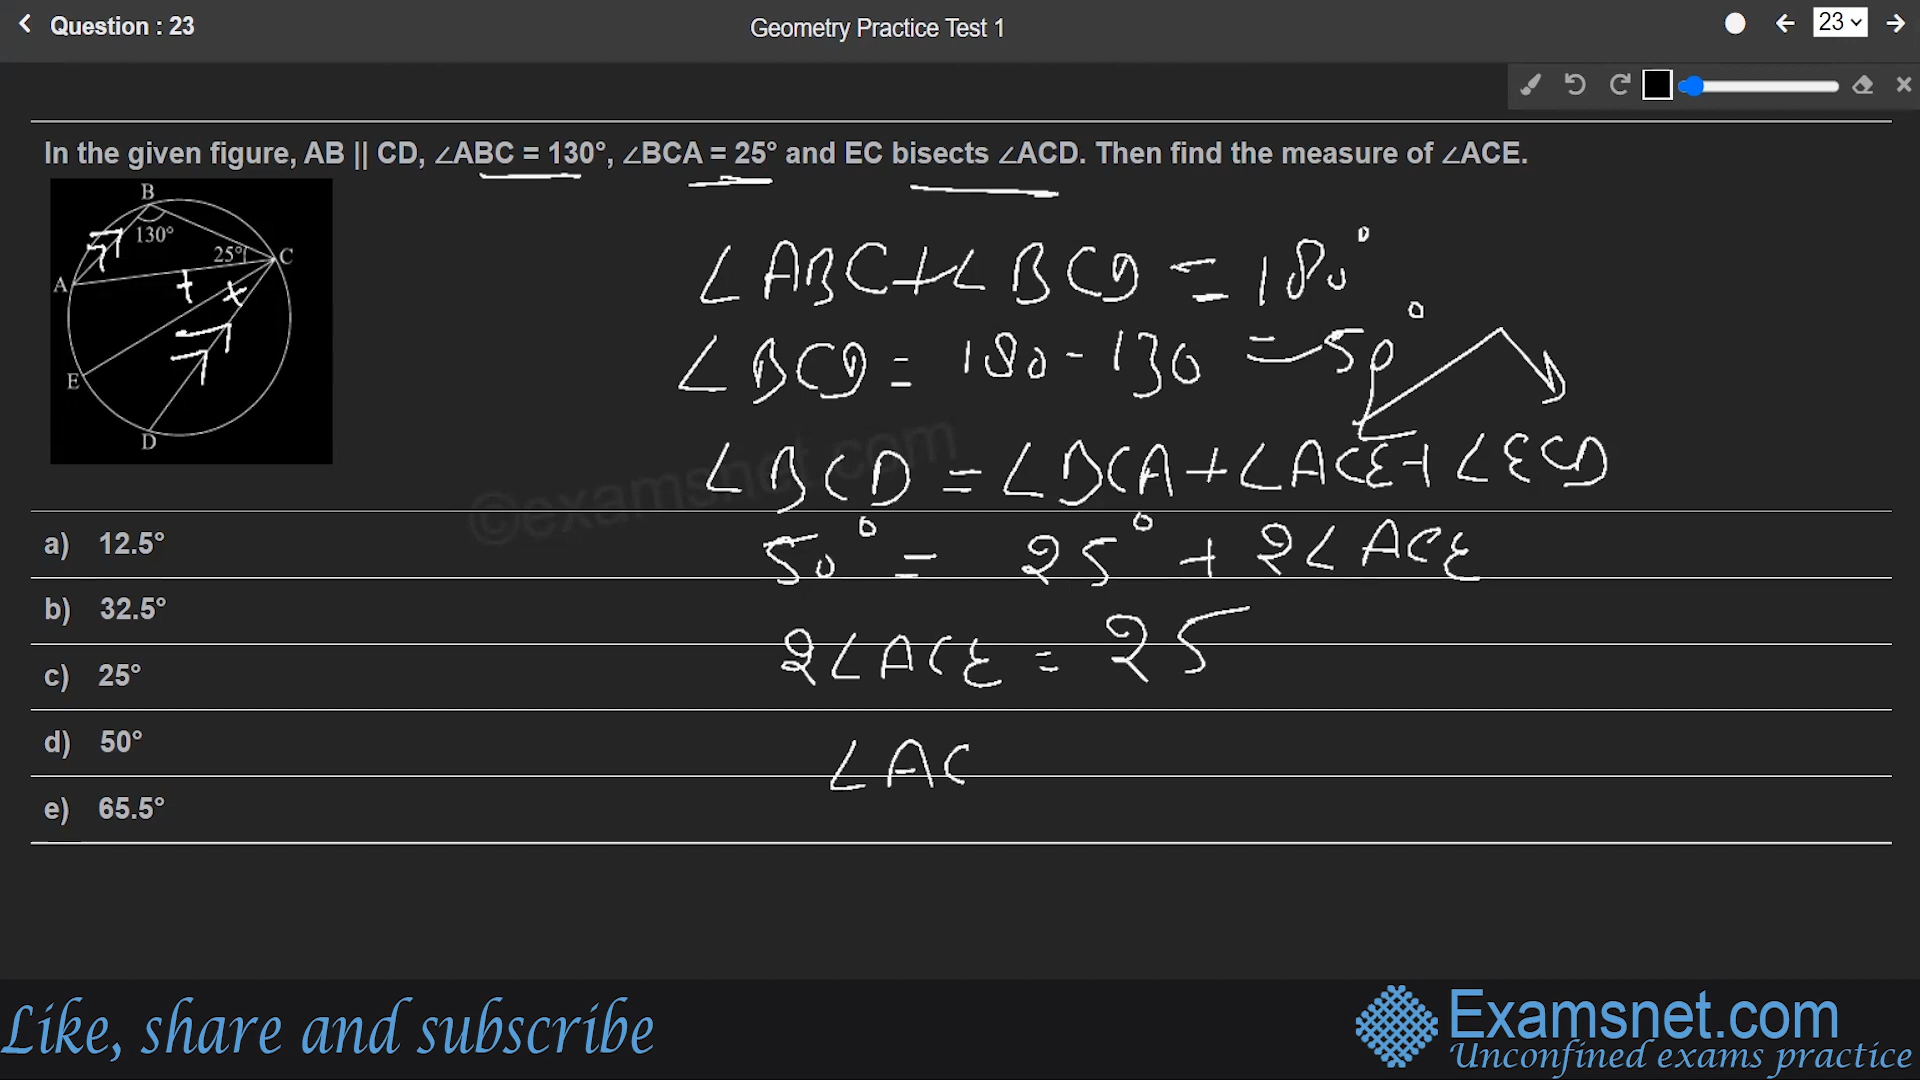 Question : 23
Geometry Practice Test 1
23
In the given figure, AB || CD, ∠ABC = 130°, ∠BCA = 25° and EC bisects ∠ACD. Then find the measure of ∠ACE.
B
130°
25°
C
A
E
D
∠ABC+∠BCD = 180°
∠BCD = 180 - 130 = 50°
∠BCD = ∠BCA + ∠ACE + ∠ECD
50° = 25° + 2∠ACE
2∠ACE = 25
∠AC
©examsnet.com
a) 12.5°
b) 32.5°
c) 25°
d) 50°
e) 65.5°
Like, share and subscribe
Examsnet.com
Unconfined exams practice